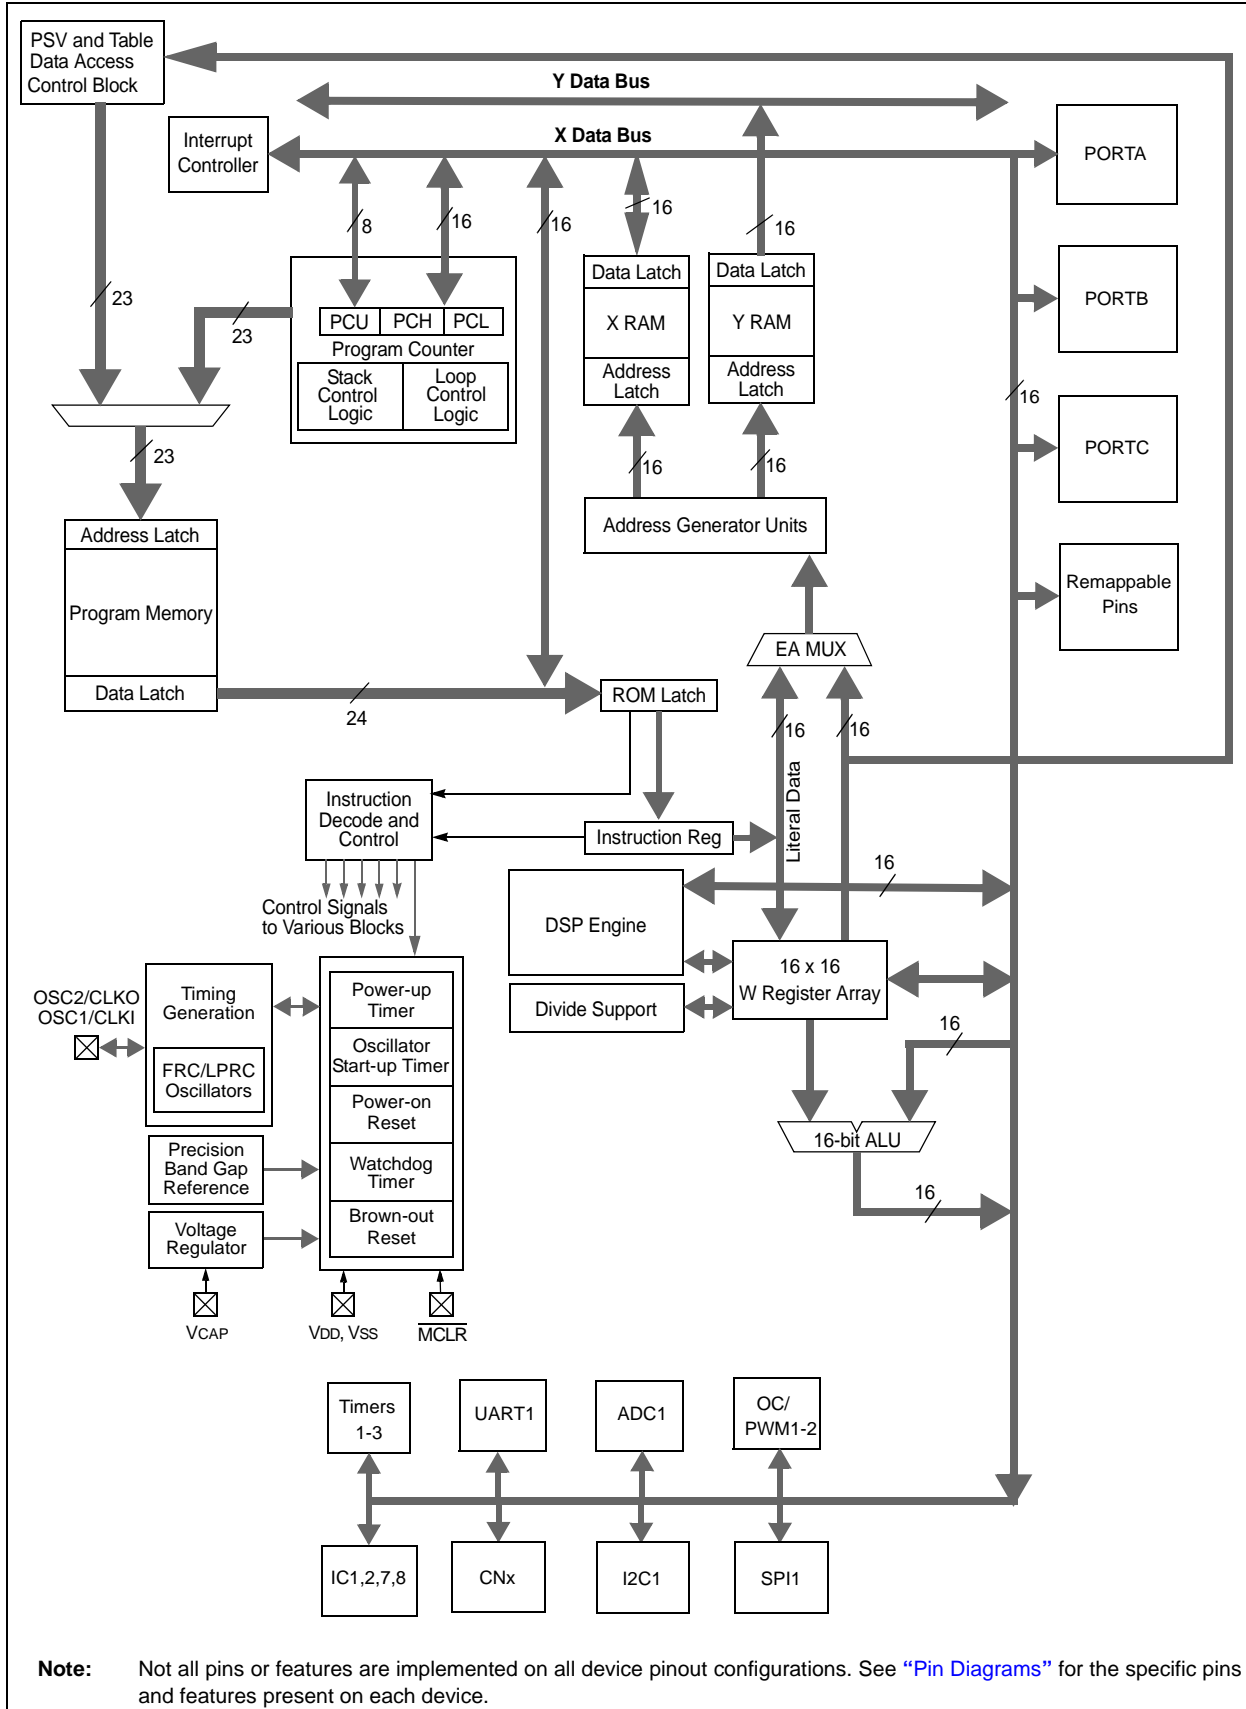 PSV and Table
Data Access
Control Block
Y Data Bus
X Data Bus
Interrupt
Controller
PORTA
8
16
16
16
16
23
23
Data Latch
X RAM
Address
Latch
Data Latch
Y RAM
Address
Latch
PCU
PCH
PCL
Program Counter
Stack
Control
Logic
Loop
Control
Logic
PORTB
16
PORTC
23
16
16
Address Latch
Program Memory
Data Latch
Address Generator Units
Remappable
Pins
EA MUX
24
ROM Latch
16
16
Literal Data
Instruction
Decode and
Control
Instruction Reg
Control Signals
to Various Blocks
DSP Engine
16
16 x 16
W Register Array
Divide Support
OSC2/CLKO
OSC1/CLKI
Timing
Generation
FRC/LPRC
Oscillators
Power-up
Timer
Oscillator
Start-up Timer
Power-on
Reset
Watchdog
Timer
Brown-out
Reset
16
16-bit ALU
16
Precision
Band Gap
Reference
Voltage
Regulator
VCAP
VDD, VSS
MCLR
Timers
1-3
UART1
ADC1
OC/
PWM1-2
IC1,2,7,8
CNx
I2C1
SPI1
Note: Not all pins or features are implemented on all device pinout configurations. See “Pin Diagrams” for the specific pins
and features present on each device.